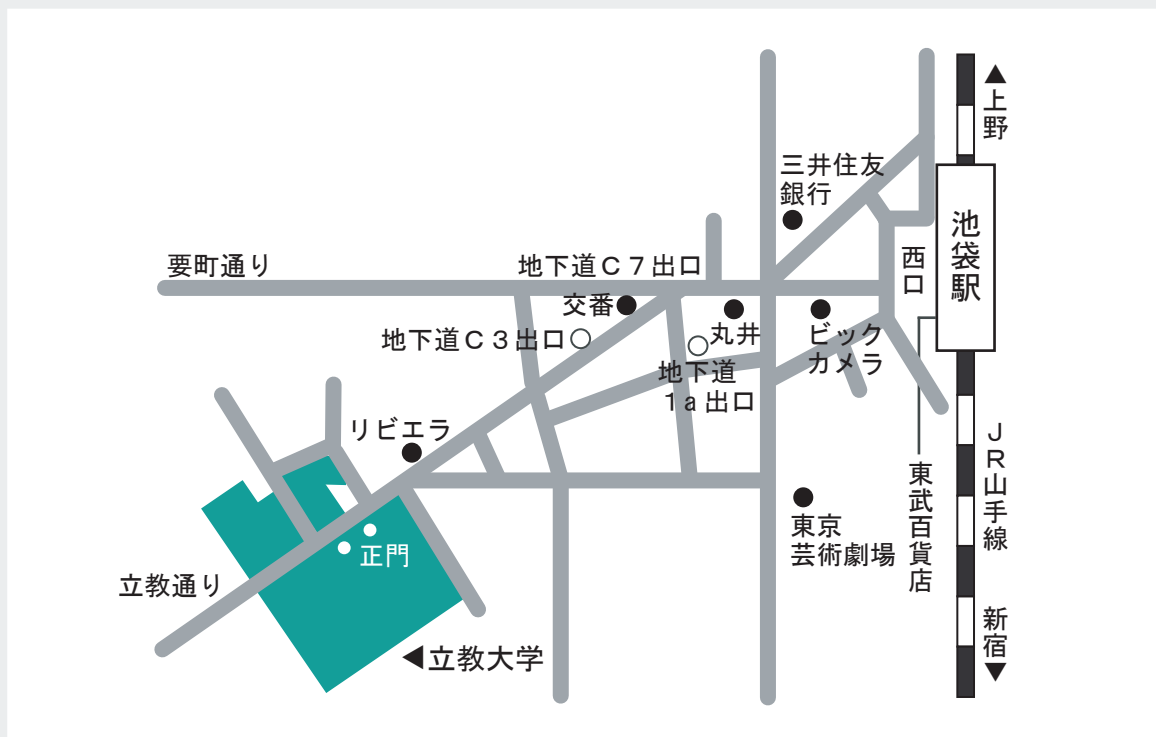 ▲上野
三井住友
銀行
池袋駅
西口
要町通り
地下道C7出口
交番
地下道C3出口
丸井
ビック
カメラ
地下道
1a出口
リビエラ
JR山手線
東武百貨店
東京
芸術劇場
正門
立教通り
新宿▼
◀立教大学